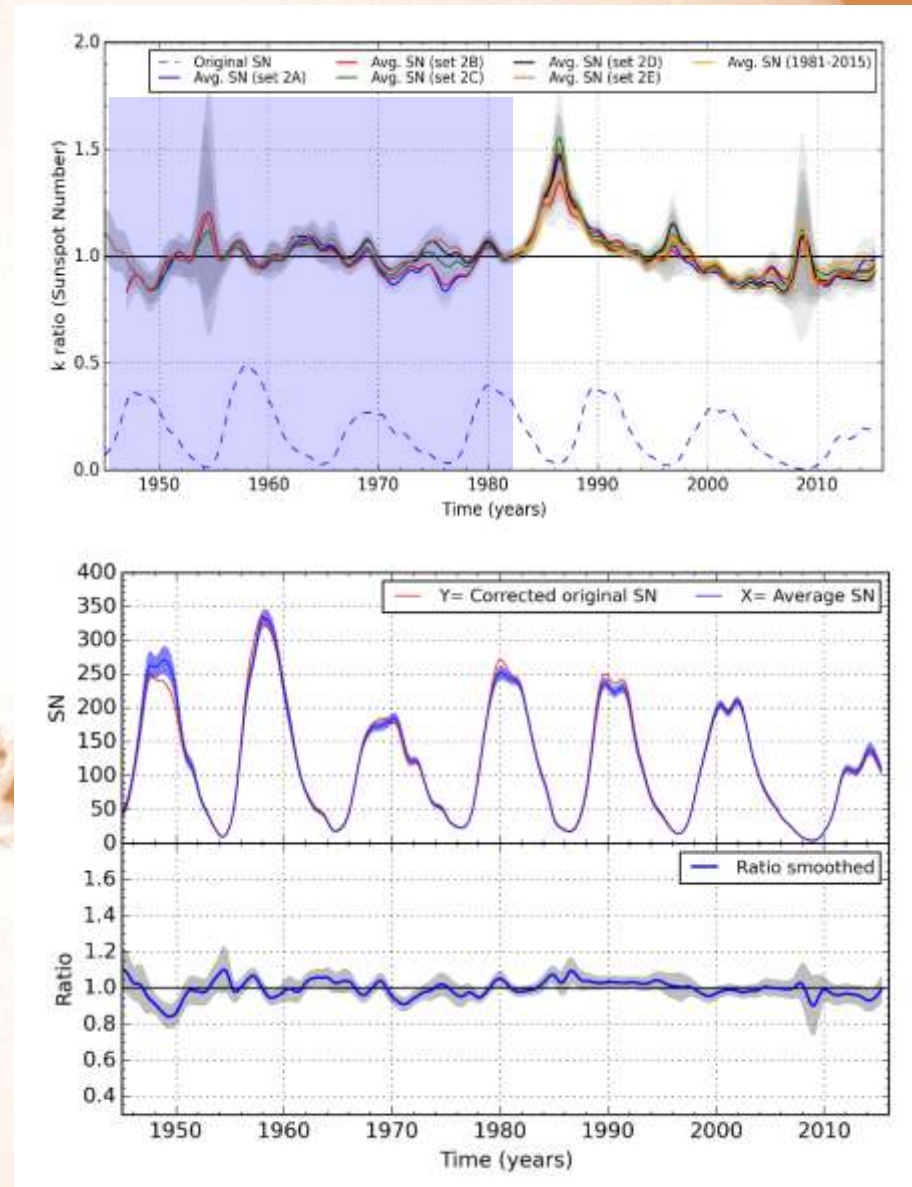 2.0
Original SN
Avg. SN (set 2B)
Avg. SN (set 2D)
Avg. SN (1981-2015)
Avg. SN (set 2A)
Avg. SN (set 2C)
Avg. SN (set 2E)
1.5
1.0
0.5
0.0
k ratio (Sunspot Number)
1950 1960 1970 1980 1990 2000 2010
Time (years)
400
350
300
250
200
150
100
50
0
SN
Y= Corrected original SN
X= Average SN
1.6
1.4
1.2
1.0
0.8
0.6
0.4
Ratio
Ratio smoothed
1950 1960 1970 1980 1990 2000 2010
Time (years)